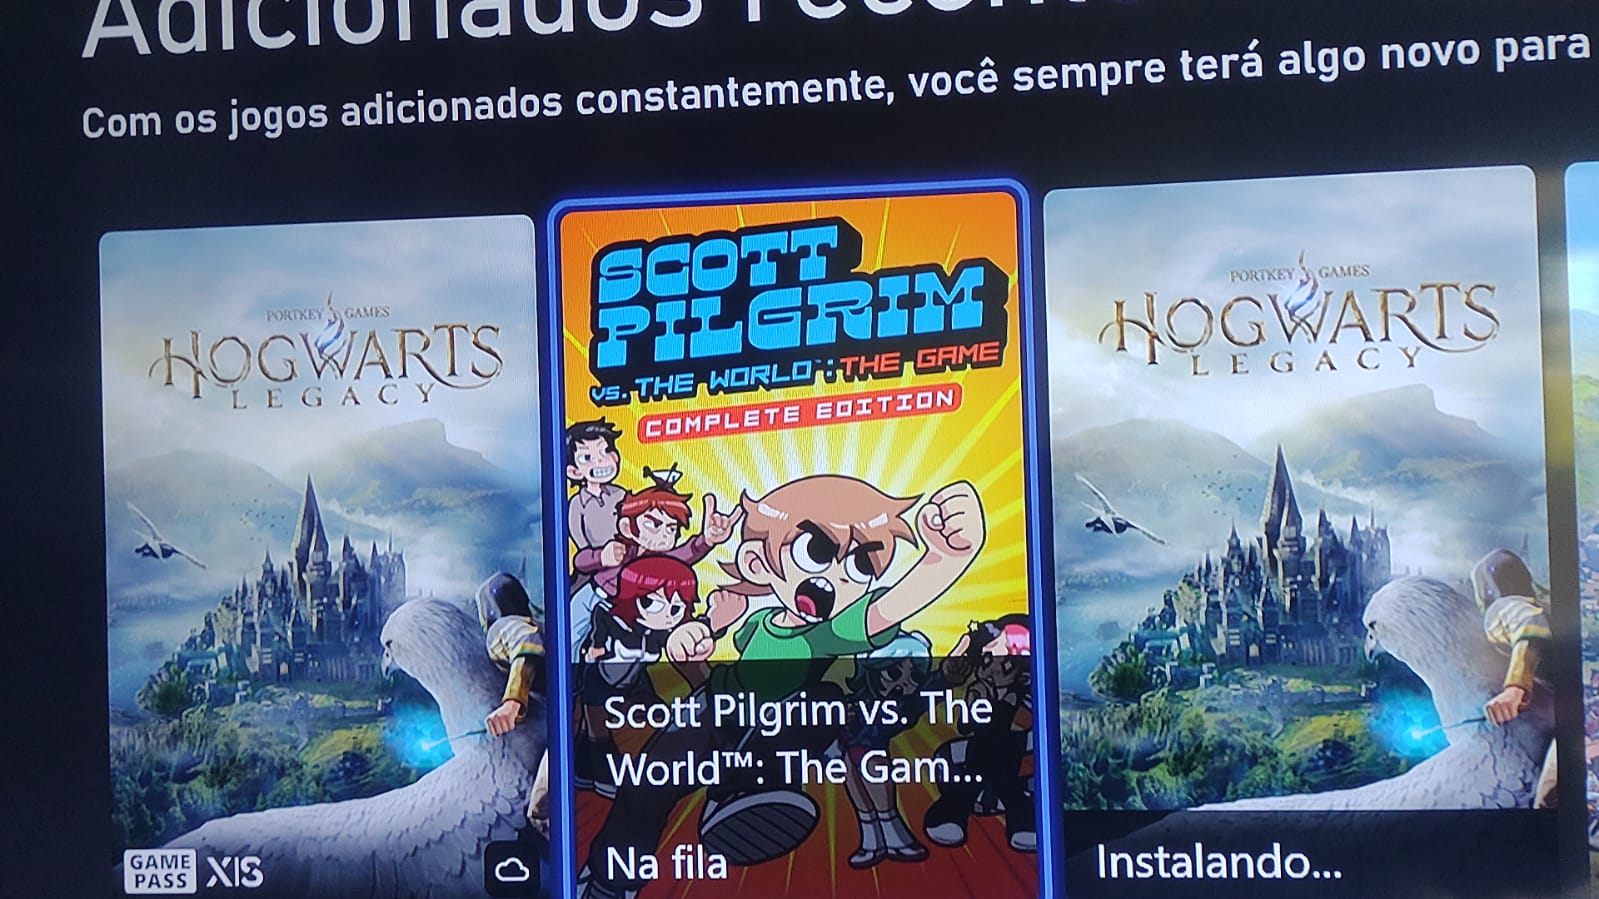 Adicionados
Com os jogos adicionados constantemente, você sempre terá algo novo para
PORTKEY GAMES
HOGWARTS
LEGACY
GAME PASS X|S
SCOTT
PILGRIM
VS. THE WORLD™: THE GAME
COMPLETE EDITION
Scott Pilgrim vs. The
World™: The Gam...
Na fila
PORTKEY GAMES
HOGWARTS
LEGACY
Instalando...